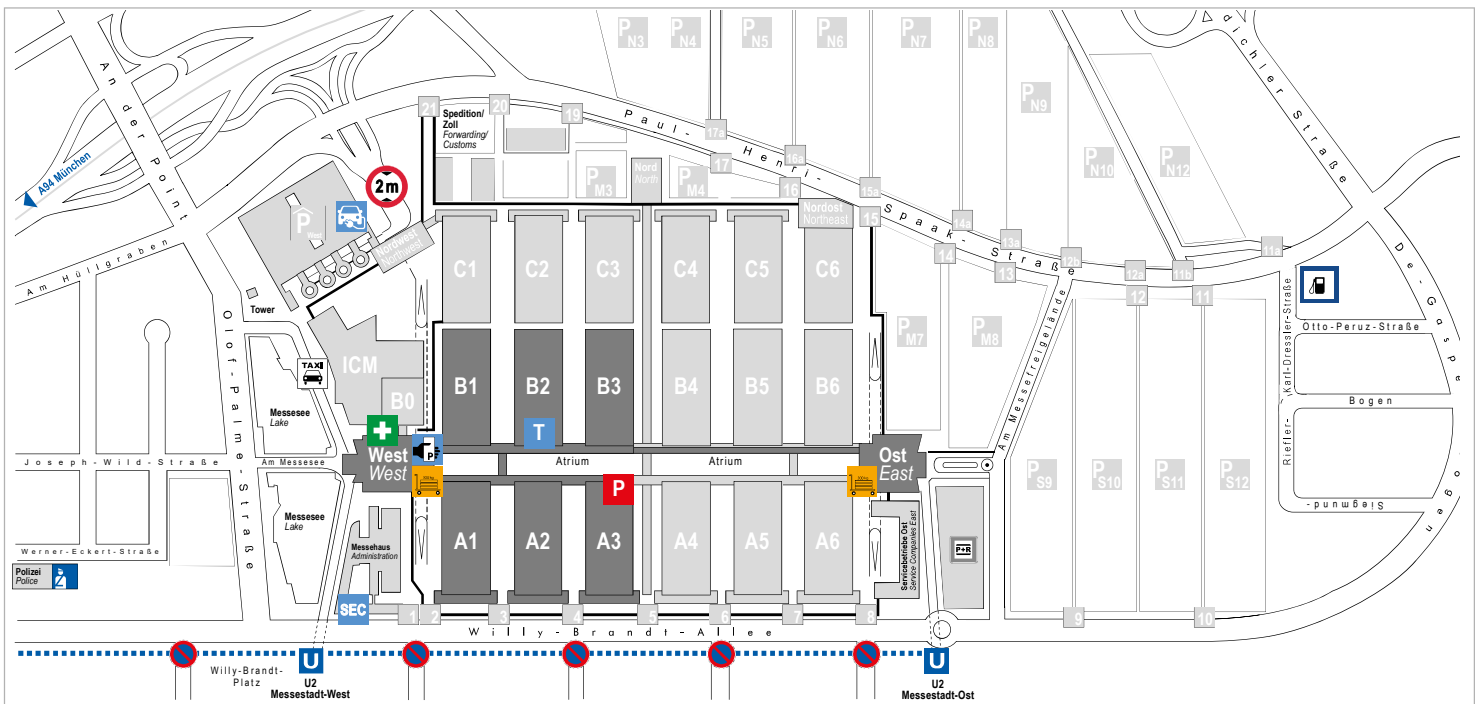 P N3
P N4
P N5
P N6
P N7
P N8
P N9
P N10
P N12
An der Point
A94 München
Am Hüllgraben
2m
P West
Nordwest
Northwest
Tower
21
20
19
Spedition/
Zoll
Forwarding/
Customs
P M3
Nord
North
P M4
17a
17
16a
16
15a
15
Nordost
Northeast
14a
14
13a
13
12b
12a
12
11b
11a
11
Paul-Henri-Spaak-Straße
dichler Straße
De-Gaspe
ogen
C1
C2
C3
C4
C5
C6
P M7
P M8
ICM
B0
TAXI
B1
B2
B3
B4
B5
B6
T
Messesee
Lake
Olof-Palme-Straße
Joseph-Wild-Straße
Am Messesee
West
West
P
Atrium
Atrium
Ost
East
P
Am Messefreigelände
Karl-Dressler-Straße
Otto-Peruz-Straße
Bogen
Riefler-
Siegmund-
P S9
P S10
P S11
P S12
Messesee
Lake
Werner-Eckert-Straße
Polizei
Police
Messehaus
Administration
SEC
A1
A2
A3
A4
A5
A6
Servicebetriebe Ost
Service Companies East
P+R
1
2
3
4
5
6
7
8
9
10
Willy-Brandt-Allee
Willy-Brandt-
Platz
U
U2
Messestadt-West
U
U2
Messestadt-Ost